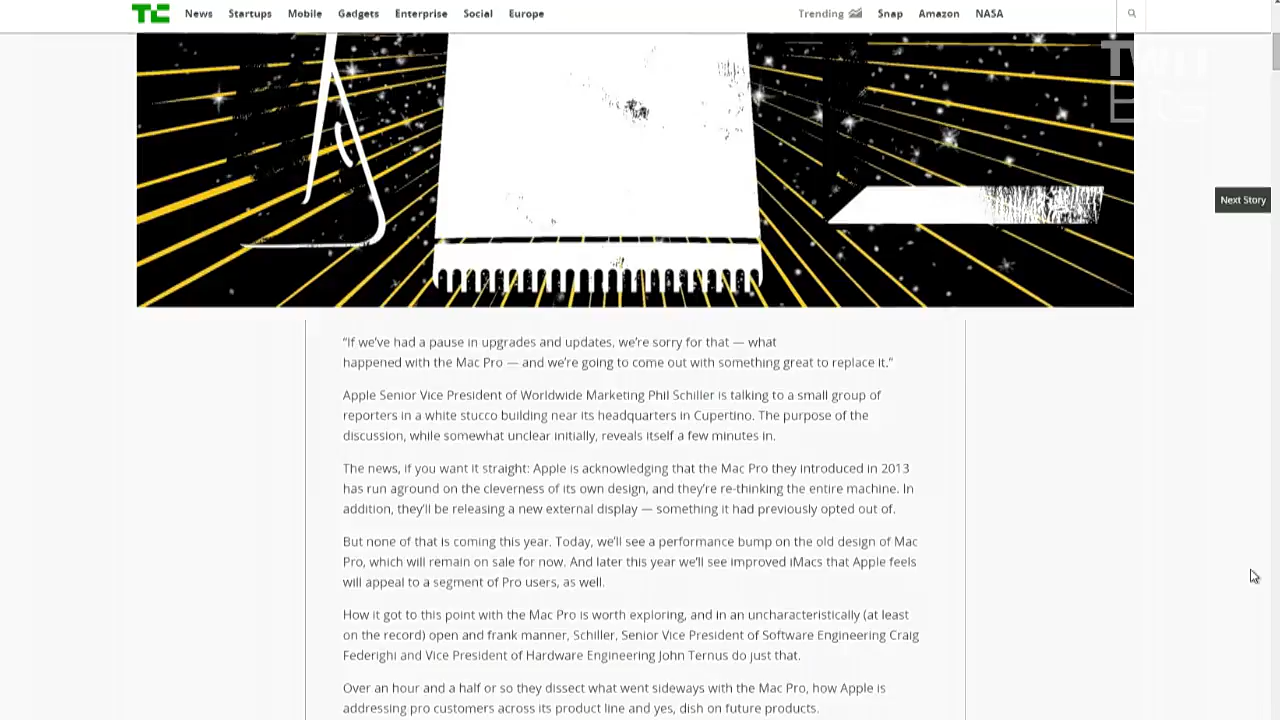 TC News Startups Mobile Gadgets Enterprise Social Europe Trending Snap Amazon NASA
TWiT
Next Story
“If we’ve had a pause in upgrades and updates, we’re sorry for that — what
happened with the Mac Pro — and we’re going to come out with something great to replace it.”
Apple Senior Vice President of Worldwide Marketing Phil Schiller is talking to a small group of
reporters in a white stucco building near its headquarters in Cupertino. The purpose of the
discussion, while somewhat unclear initially, reveals itself a few minutes in.
The news, if you want it straight: Apple is acknowledging that the Mac Pro they introduced in 2013
has run aground on the cleverness of its own design, and they’re re-thinking the entire machine. In
addition, they’ll be releasing a new external display — something it had previously opted out of.
But none of that is coming this year. Today, we’ll see a performance bump on the old design of Mac
Pro, which will remain on sale for now. And later this year we’ll see improved iMacs that Apple feels
will appeal to a segment of Pro users, as well.
How it got to this point with the Mac Pro is worth exploring, and in an uncharacteristically (at least
on the record) open and frank manner, Schiller, Senior Vice President of Software Engineering Craig
Federighi and Vice President of Hardware Engineering John Ternus do just that.
Over an hour and a half or so they dissect what went sideways with the Mac Pro, how Apple is
addressing pro customers across its product line and yes, dish on future products.